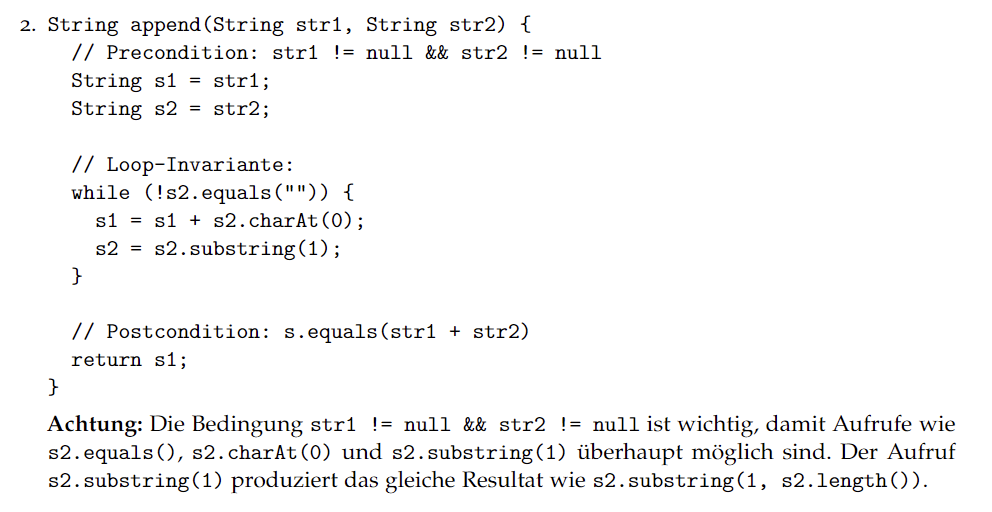 2. String append(String str1, String str2) {
// Precondition: str1 != null && str2 != null
String s1 = str1;
String s2 = str2;
// Loop-Invariante:
while (!s2.equals("")) {
s1 = s1 + s2.charAt(0);
s2 = s2.substring(1);
}
// Postcondition: s.equals(str1 + str2)
return s1;
}
Achtung: Die Bedingung str1 != null && str2 != null ist wichtig, damit Aufrufe wie
s2.equals(), s2.charAt(0) und s2.substring(1) überhaupt möglich sind. Der Aufruf
s2.substring(1) produziert das gleiche Resultat wie s2.substring(1, s2.length()).